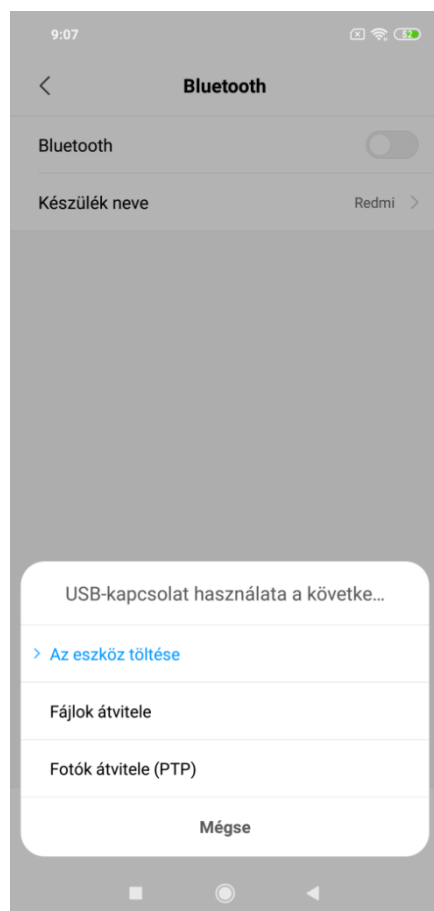 9:07
52
Bluetooth
Bluetooth
Készülék neve Redmi
USB-kapcsolat használata a követke...
Az eszköz töltése
Fájlok átvitele
Fotók átvitele (PTP)
Mégse